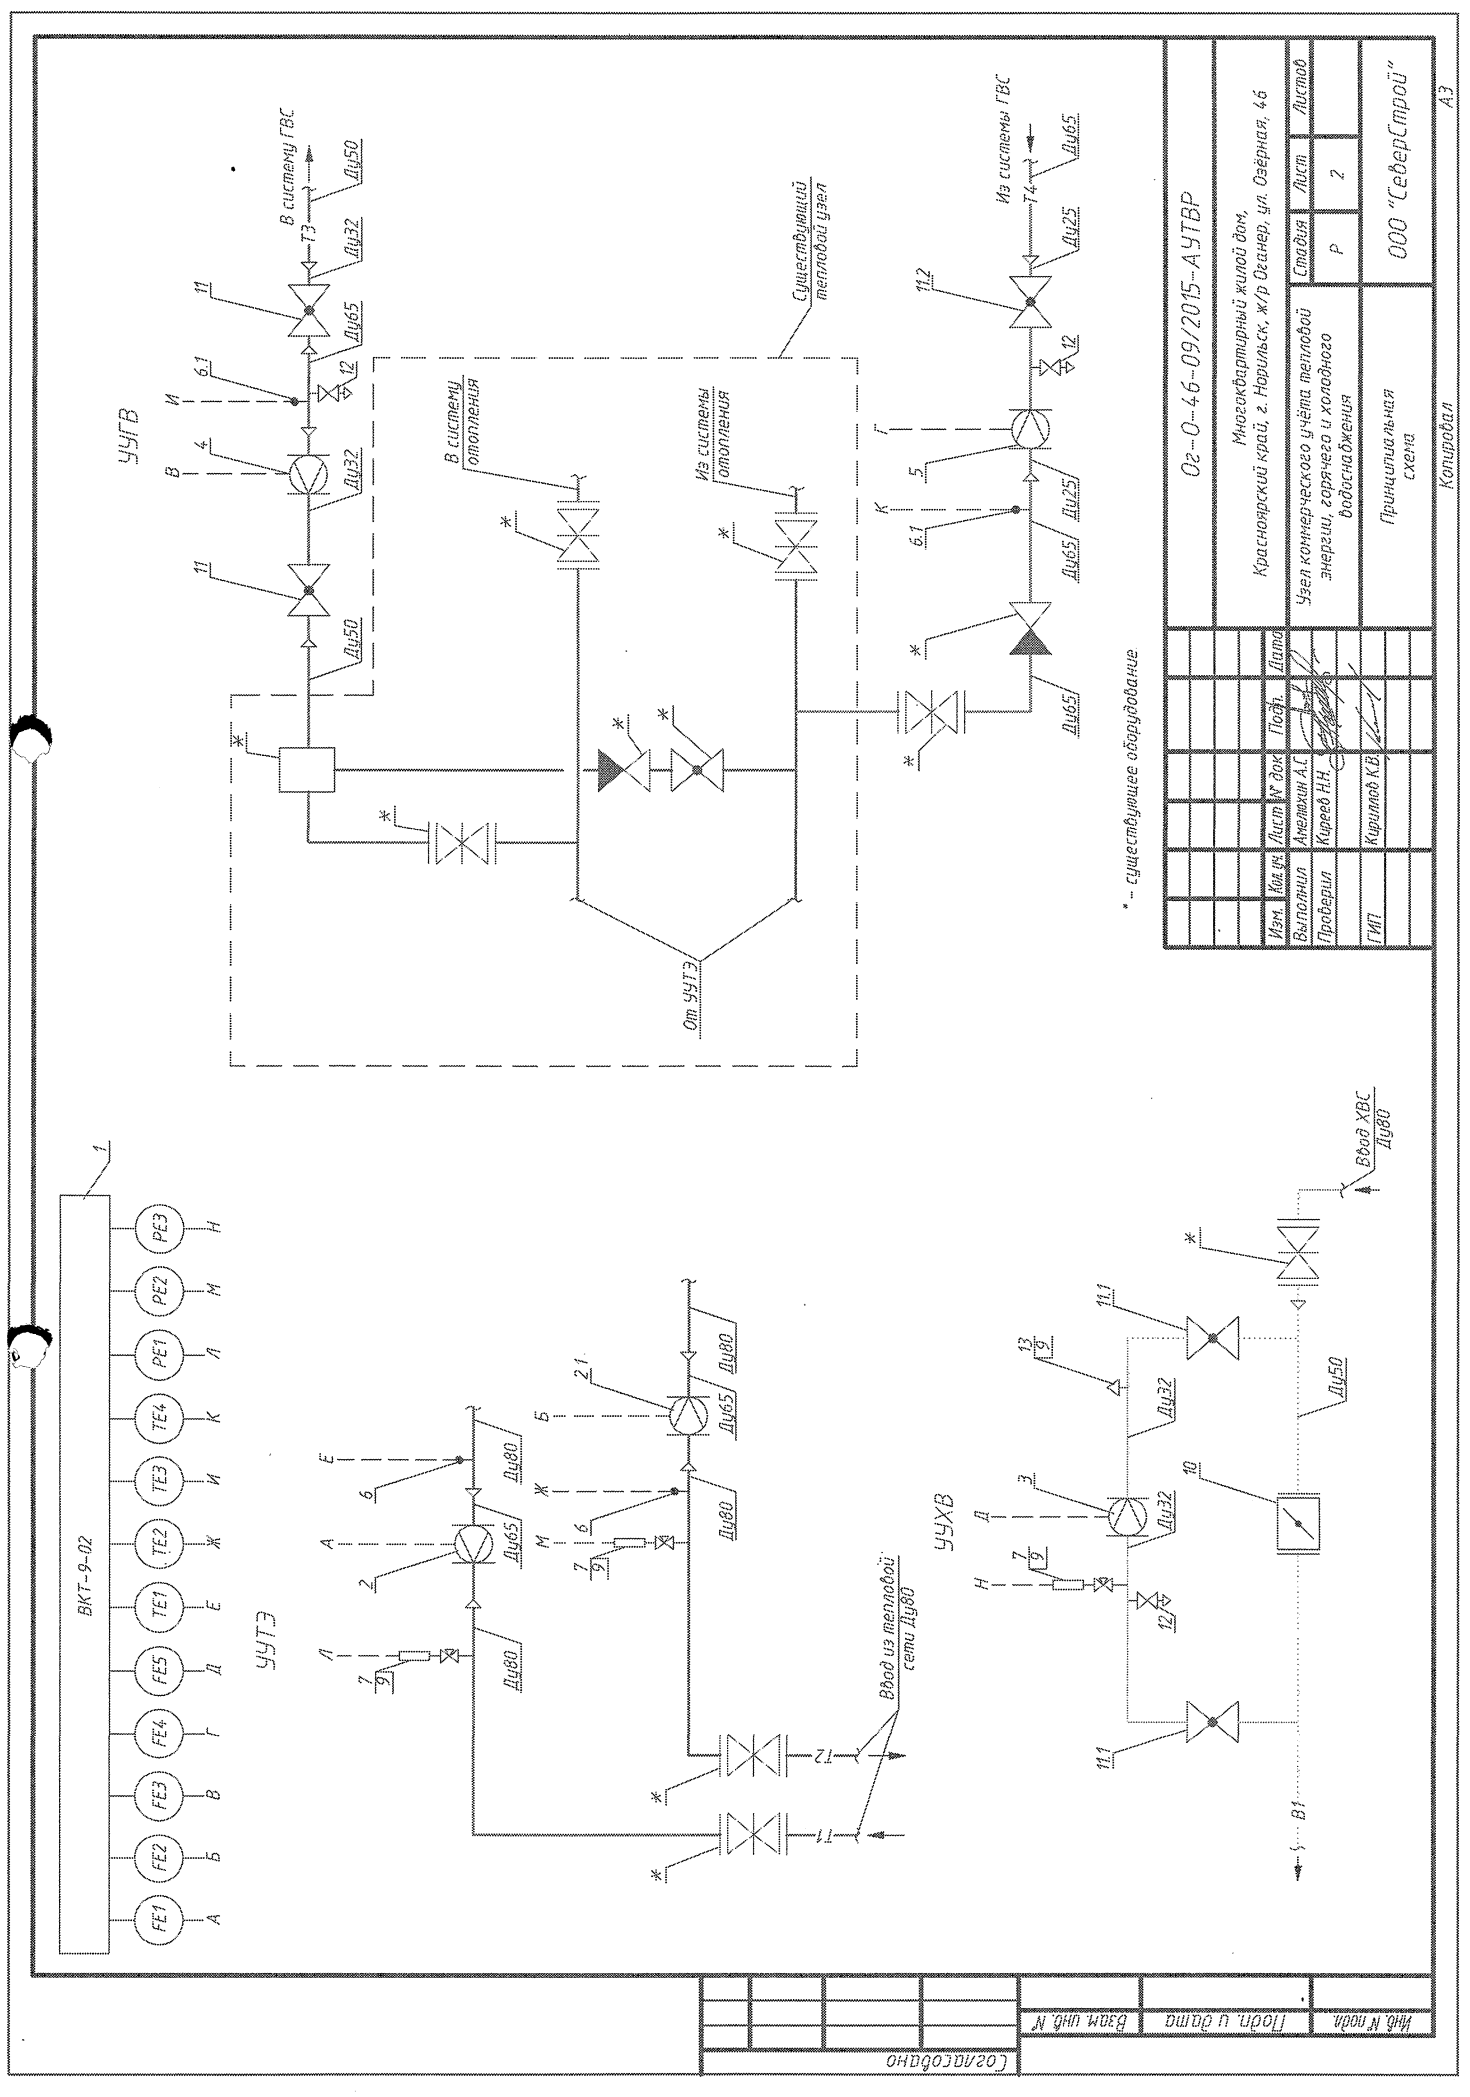 ВКТ-9-02
1
FE1
FE2
FE3
FE4
FE5
TE1
TE2
TE3
TE4
PE1
PE2
PE3
А
Б
В
Г
Д
Е
Ж
И
К
Л
М
Н
УУТЭ
Л
7
9
А
2
Е
6
Ду80
Ду65
Ду80
М
7
9
Ж
6
Б
2.1
Ду80
Ду65
Ду80
*
*
Т1
Т2
Ввод из тепловой
сети Ду80
УУХВ
Н
7
9
Д
3
13
9
11.1
11.1
12
Ду32
Ду32
10
Ду50
*
В1
Ввод ХВС
Ду80
УУГВ
В
И
11
4
6.1
11
*
Ду50
Ду32
12
Ду65
Ду32
Ду50
Т3
В систему ГВС
*
В систему
отопления
*
Из системы
отопления
*
*
*
От УУТЭ
Существующий
тепловой узел
*
*
К
6.1
Г
5
11.2
12
Ду65
Ду65
Ду25
Ду25
Ду65
Т4
Из системы ГВС
* – существующее оборудование
Ог-О-46-09/2015-АУТВР
Многоквартирный жилой дом,
Красноярский край, г. Норильск, ж/р Оганер, ул. Озёрная, 46
Изм. Кол.уч. Лист № док Подп. Дата
Выполнил Амелюхин А.С
Проверил Киреев Н.Н.
ГИП Кириллов К.В.
Узел коммерческого учёта тепловой
энергии, горячего и холодного
водоснабжения
Стадия Лист Листов
Р 2
Принципиальная
схема
ООО "СеверСтрой"
Копировал
А3
Согласовано
Взам. инв. №
Подп. и дата
Инв. № подл.